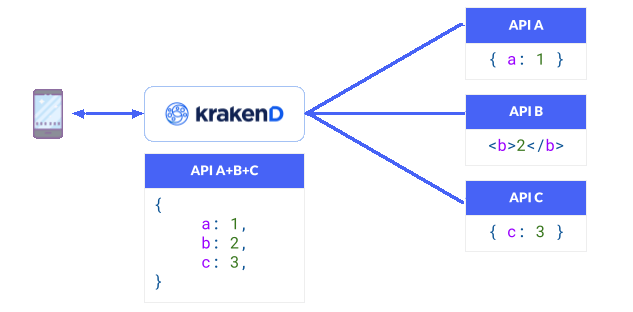 krakenD
API A+B+C
{
a: 1,
b: 2,
c: 3,
}
API A
{ a: 1 }
API B
<b>2</b>
API C
{ c: 3 }